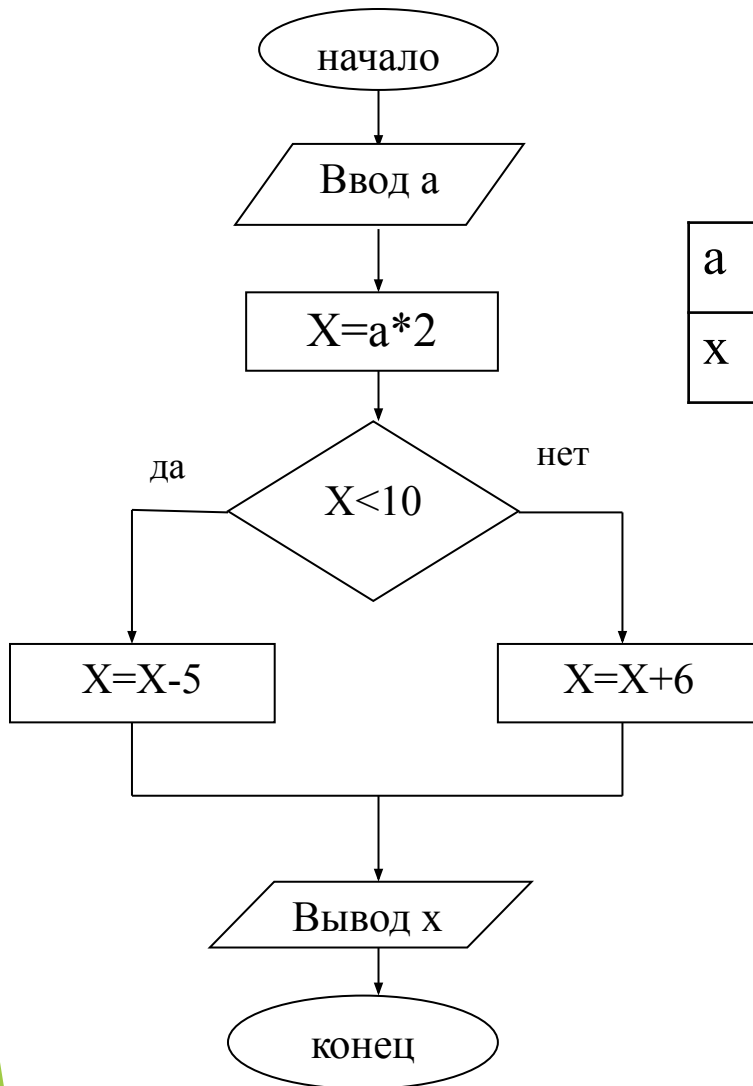 начало
Ввод а
X=a*2
а
x
да
нет
X<10
X=X-5
X=X+6
Вывод х
конец